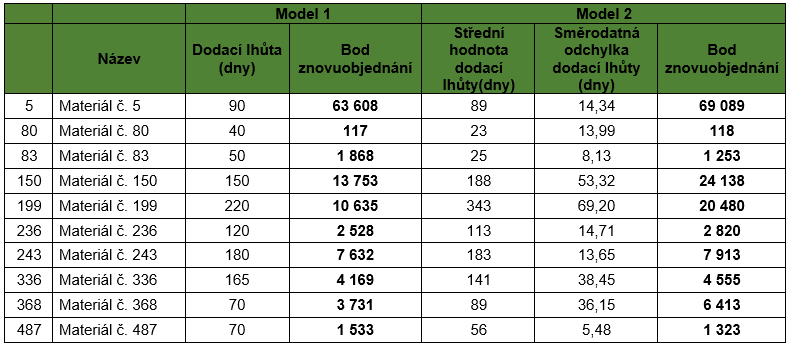 Model 1 Model 2
Název Dodací lhůta (dny) Bod znovuobjednání Střední hodnota dodací lhůty(dny) Směrodatná odchylka dodací lhůty (dny) Bod znovuobjednání
5 Materiál č. 5 90 63 608 89 14,34 69 089
80 Materiál č. 80 40 117 23 13,99 118
83 Materiál č. 83 50 1 868 25 8,13 1 253
150 Materiál č. 150 150 13 753 188 53,32 24 138
199 Materiál č. 199 220 10 635 343 69,20 20 480
236 Materiál č. 236 120 2 528 113 14,71 2 820
243 Materiál č. 243 180 7 632 183 13,65 7 913
336 Materiál č. 336 165 4 169 141 38,45 4 555
368 Materiál č. 368 70 3 731 89 36,15 6 413
487 Materiál č. 487 70 1 533 56 5,48 1 323